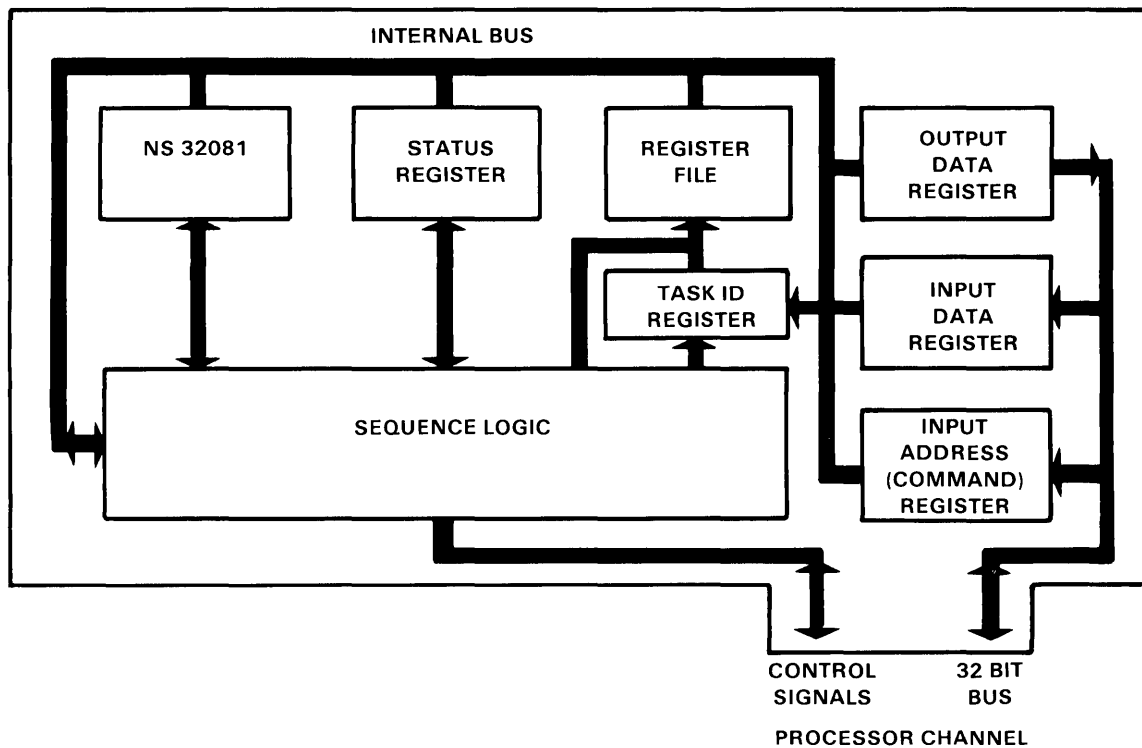 INTERNAL BUS
NS 32081
STATUS
REGISTER
REGISTER
FILE
OUTPUT
DATA
REGISTER
TASK ID
REGISTER
INPUT
DATA
REGISTER
SEQUENCE LOGIC
INPUT
ADDRESS
(COMMAND)
REGISTER
CONTROL
SIGNALS
32 BIT
BUS
PROCESSOR CHANNEL